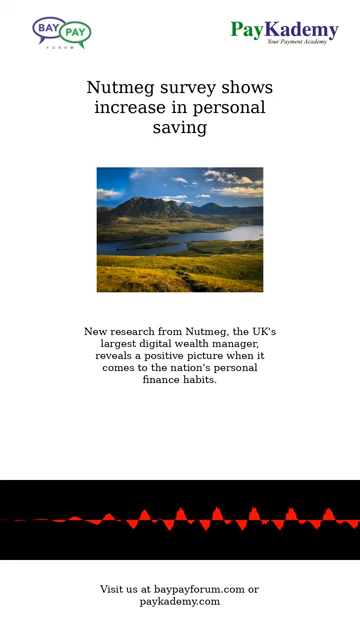 BAY
PAY
FORUM
PayKademy
Your Payment Academy
Nutmeg survey shows
increase in personal
saving
New research from Nutmeg, the UK's
largest digital wealth manager,
reveals a positive picture when it
comes to the nation's personal
finance habits.
Visit us at baypayforum.com or
paykademy.com